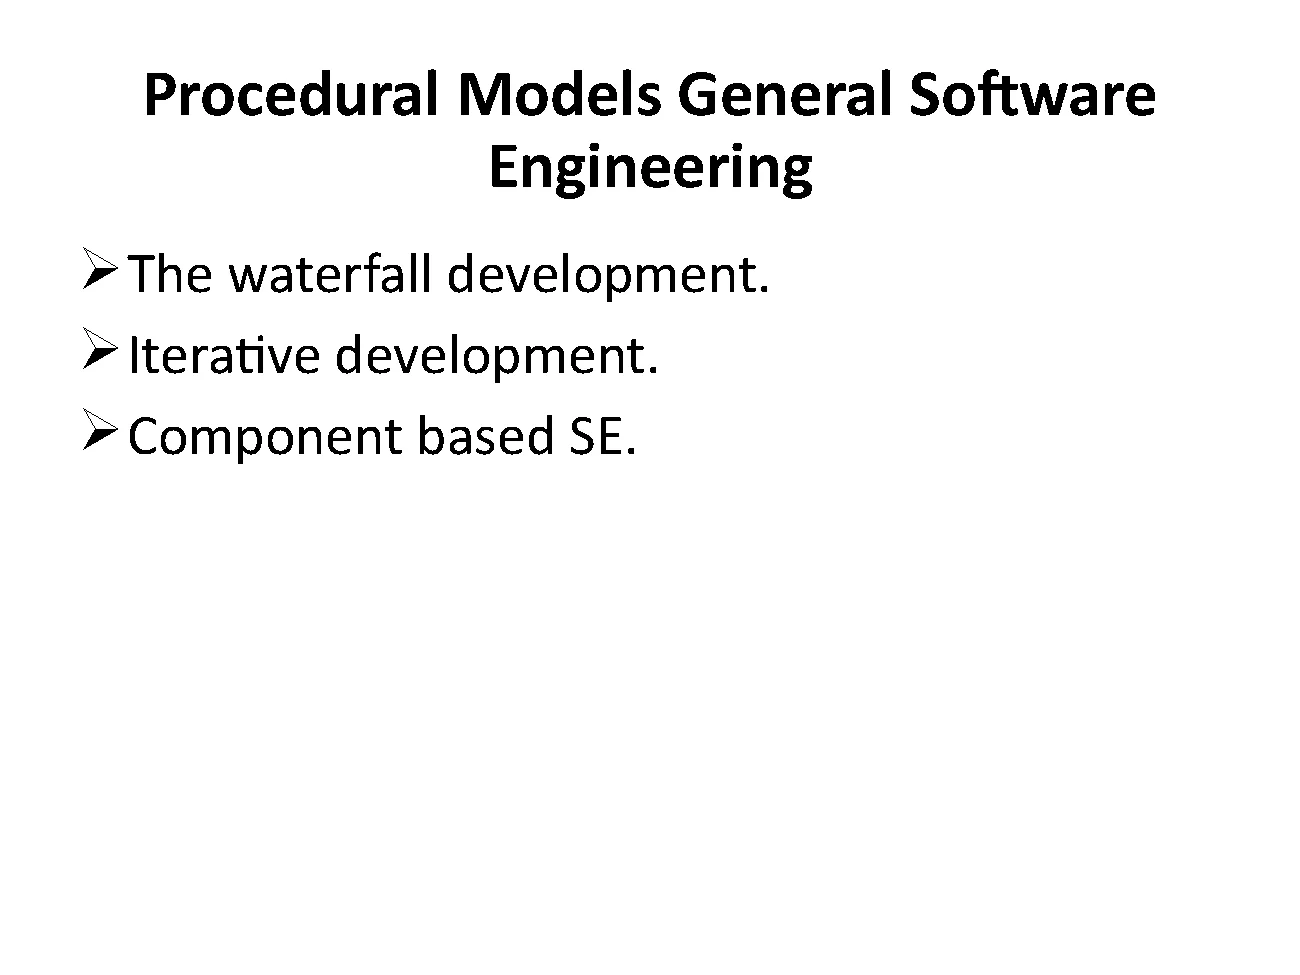 Procedural Models General Software
Engineering
➢The waterfall development.
➢Iterative development.
➢Component based SE.